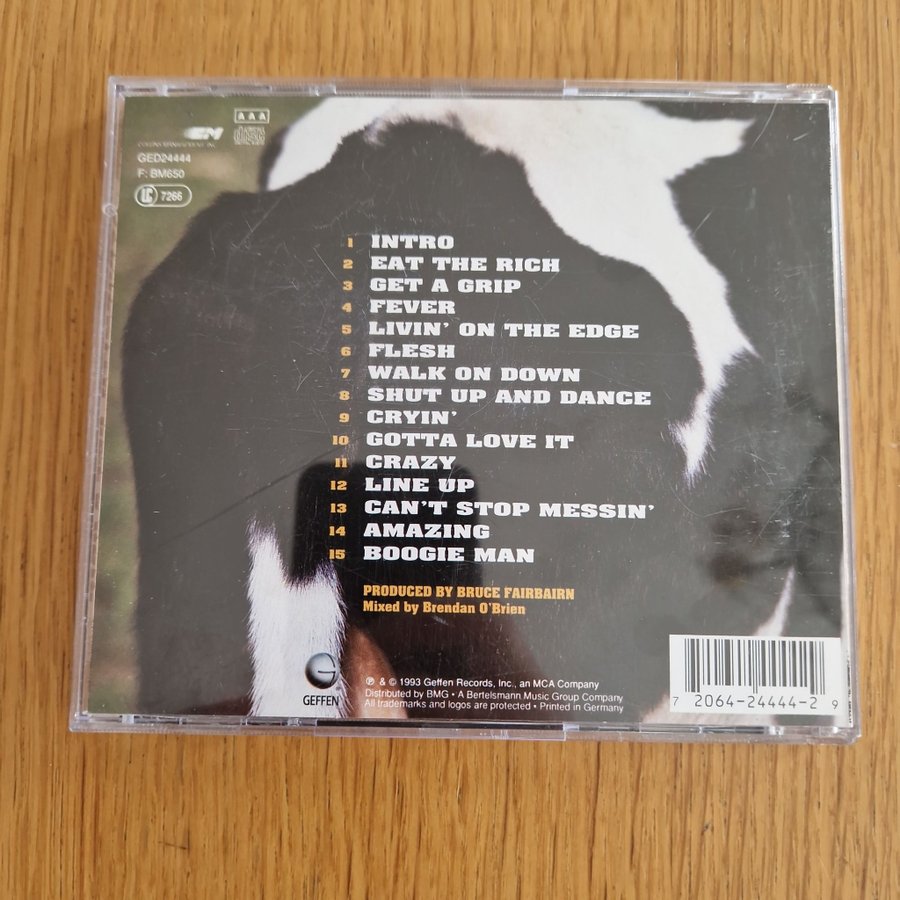 AAA
GED24444
F: BM650
LC 7266
1 INTRO
2 EAT THE RICH
3 GET A GRIP
4 FEVER
5 LIVIN' ON THE EDGE
6 FLESH
7 WALK ON DOWN
8 SHUT UP AND DANCE
9 CRYIN'
10 GOTTA LOVE IT
11 CRAZY
12 LINE UP
13 CAN'T STOP MESSIN'
14 AMAZING
15 BOOGIE MAN
PRODUCED BY BRUCE FAIRBAIRN
Mixed by Brendan O'Brien
GEFFEN
℗ & © 1993 Geffen Records, Inc., an MCA Company
Distributed by BMG • A Bertelsmann Music Group Company
All trademarks and logos are protected • Printed in Germany
7 2064-24444-2 9